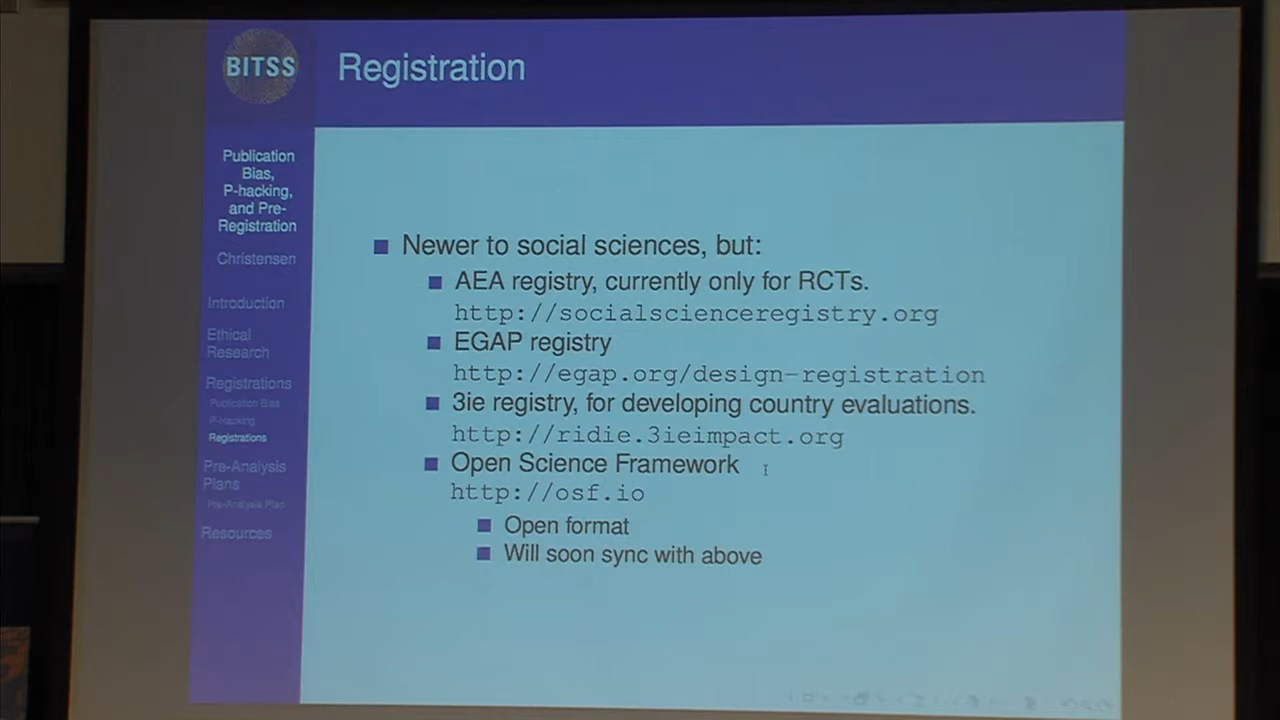 BITSS
Registration
Publication
Bias,
P-hacking,
and Pre-
Registration
Christensen
Introduction
Ethical
Research
Registrations
Publication Bias
P-Hacking
Registrations
Pre-Analysis
Plans
Pre-Analysis Plan
Resources
Newer to social sciences, but:
AEA registry, currently only for RCTs.
http://socialscienceregistry.org
EGAP registry
http://egap.org/design-registration
3ie registry, for developing country evaluations.
http://ridie.3ieimpact.org
Open Science Framework
http://osf.io
Open format
Will soon sync with above